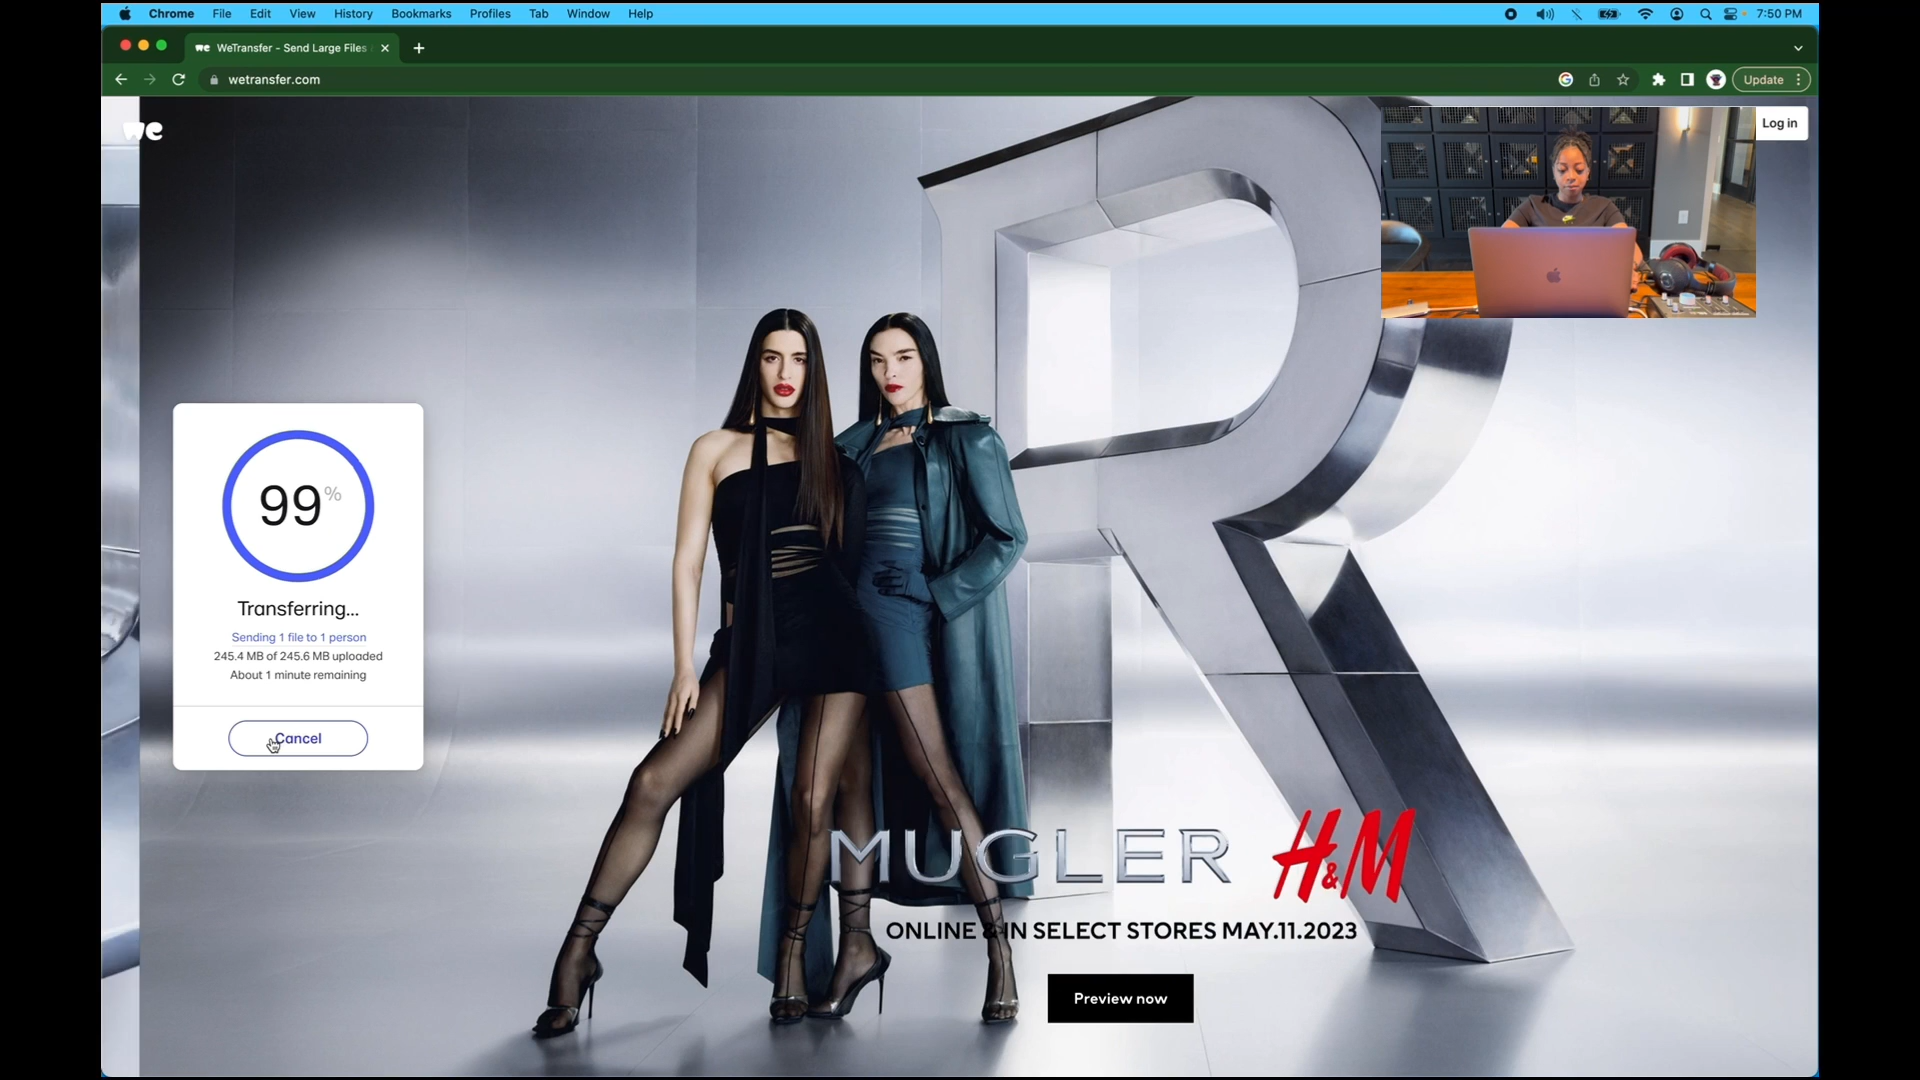 Chrome File Edit View History Bookmarks Profiles Tab Window Help 7:50 PM
we WeTransfer - Send Large Files
wetransfer.com Update
we Log in
99%
Transferring...
Sending 1 file to 1 person
245.4 MB of 245.6 MB uploaded
About 1 minute remaining
Cancel
MUGLER H&M
ONLINE & IN SELECT STORES MAY.11.2023
Preview now